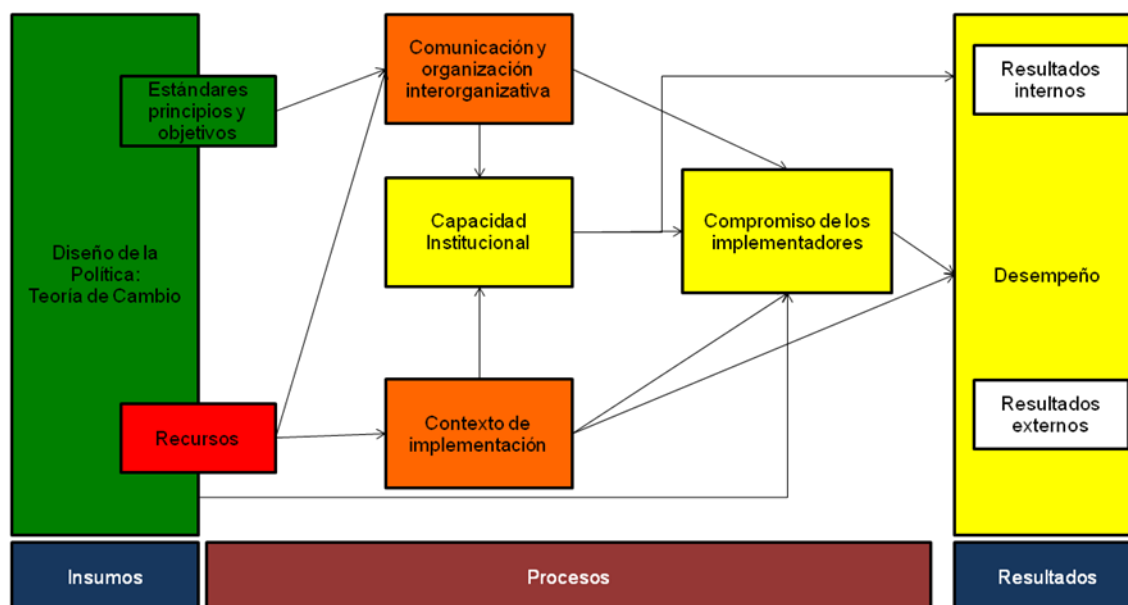 Estándares
principios y
objetivos
Diseño de la
Política:
Teoría de Cambio
Recursos
Comunicación y
organización
interorganizativa
Capacidad
Institucional
Contexto de
implementación
Compromiso de los
implementadores
Resultados
internos
Desempeño
Resultados
externos
Insumos
Procesos
Resultados